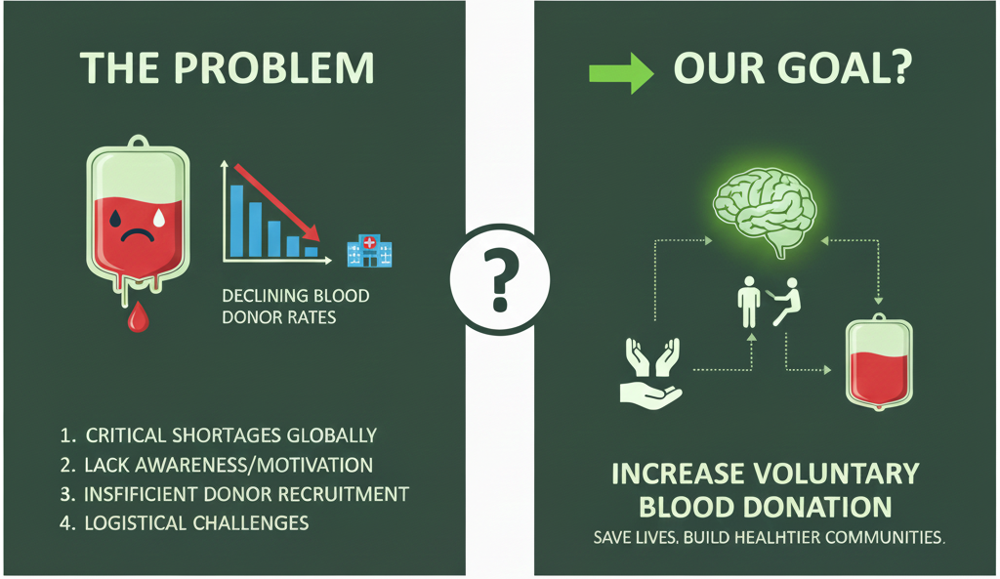 THE PROBLEM
DECLINING BLOOD
DONOR RATES
1. CRITICAL SHORTAGES GLOBALLY
2. LACK AWARENESS/MOTIVATION
3. INSFIFICIENT DONOR RECRUITMENT
4. LOGISTICAL CHALLENGES
?
OUR GOAL?
INCREASE VOLUNTARY
BLOOD DONATION
SAVE LIVES. BUILD HEALHTIER COMMUNITIES.